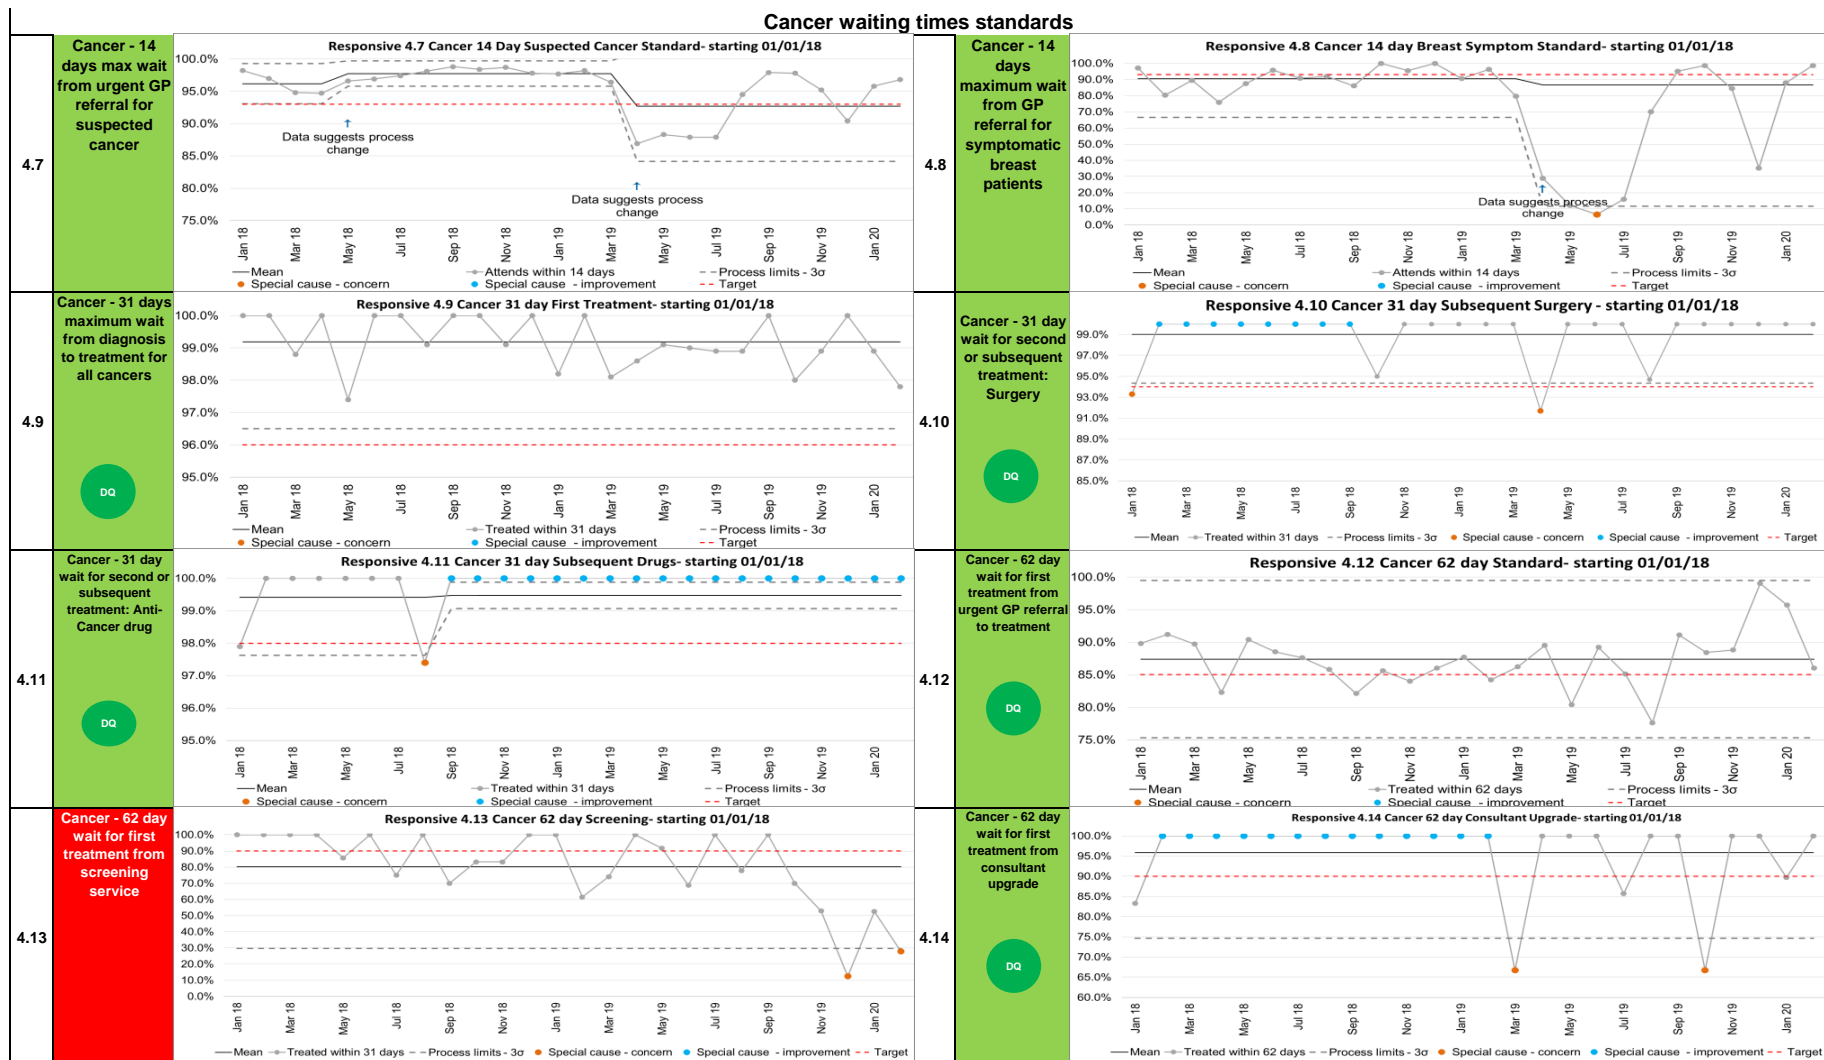 Cancer waiting times standards
4.7
Cancer - 14
days max wait
from urgent GP
referral for
suspected
cancer
Responsive 4.7 Cancer 14 Day Suspected Cancer Standard- starting 01/01/18
100.0%
95.0%
90.0%
85.0%
80.0%
75.0%
↑
Data suggests process
change
↑
Data suggests process
change
Jan 18
Mar 18
May 18
Jul 18
Sep 18
Nov 18
Jan 19
Mar 19
May 19
Jul 19
Sep 19
Nov 19
Jan 20
Mean
Attends within 14 days
Process limits - 3σ
Special cause - concern
Special cause - improvement
Target
4.8
Cancer - 14
days
maximum wait
from GP
referral for
symptomatic
breast
patients
Responsive 4.8 Cancer 14 day Breast Symptom Standard- starting 01/01/18
100.0%
90.0%
80.0%
70.0%
60.0%
50.0%
40.0%
30.0%
20.0%
10.0%
0.0%
↑
Data suggests process
change
Jan 18
Mar 18
May 18
Jul 18
Sep 18
Nov 18
Jan 19
Mar 19
May 19
Jul 19
Sep 19
Nov 19
Jan 20
Mean
Attends within 14 days
Process limits - 3σ
Special cause - concern
Special cause - improvement
Target
4.9
Cancer - 31 days
maximum wait
from diagnosis
to treatment for
all cancers
DQ
Responsive 4.9 Cancer 31 day First Treatment- starting 01/01/18
100.0%
99.0%
98.0%
97.0%
96.0%
95.0%
Jan 18
Mar 18
May 18
Jul 18
Sep 18
Nov 18
Jan 19
Mar 19
May 19
Jul 19
Sep 19
Nov 19
Jan 20
Mean
Treated within 31 days
Process limits - 3σ
Special cause - concern
Special cause - improvement
Target
4.10
Cancer - 31 day
wait for second
or subsequent
treatment:
Surgery
DQ
Responsive 4.10 Cancer 31 day Subsequent Surgery - starting 01/01/18
99.0%
97.0%
95.0%
93.0%
91.0%
89.0%
87.0%
85.0%
Jan 18
Mar 18
May 18
Jul 18
Sep 18
Nov 18
Jan 19
Mar 19
May 19
Jul 19
Sep 19
Nov 19
Jan 20
Mean
Treated within 31 days
Process limits - 3σ
Special cause - concern
Special cause - improvement
Target
4.11
Cancer - 31 day
wait for second or
subsequent
treatment: Anti-
Cancer drug
DQ
Responsive 4.11 Cancer 31 day Subsequent Drugs- starting 01/01/18
100.0%
99.0%
98.0%
97.0%
96.0%
95.0%
Jan 18
Mar 18
May 18
Jul 18
Sep 18
Nov 18
Jan 19
Mar 19
May 19
Jul 19
Sep 19
Nov 19
Jan 20
Mean
Treated within 31 days
Process limits - 3σ
Special cause - concern
Special cause - improvement
Target
4.12
Cancer - 62 day
wait for first
treatment from
urgent GP referral
to treatment
DQ
Responsive 4.12 Cancer 62 day Standard- starting 01/01/18
100.0%
95.0%
90.0%
85.0%
80.0%
75.0%
Jan 18
Mar 18
May 18
Jul 18
Sep 18
Nov 18
Jan 19
Mar 19
May 19
Jul 19
Sep 19
Nov 19
Jan 20
Mean
Treated within 62 days
Process limits - 3σ
Special cause - concern
Special cause - improvement
Target
4.13
Cancer - 62 day
wait for first
treatment from
screening
service
Responsive 4.13 Cancer 62 day Screening- starting 01/01/18
100.0%
90.0%
80.0%
70.0%
60.0%
50.0%
40.0%
30.0%
20.0%
10.0%
0.0%
Jan 18
Mar 18
May 18
Jul 18
Sep 18
Nov 18
Jan 19
Mar 19
May 19
Jul 19
Sep 19
Nov 19
Jan 20
Mean
Treated within 31 days
Process limits - 3σ
Special cause - concern
Special cause - improvement
Target
4.14
Cancer - 62 day
wait for first
treatment from
consultant
upgrade
DQ
Responsive 4.14 Cancer 62 day Consultant Upgrade- starting 01/01/18
100.0%
95.0%
90.0%
85.0%
80.0%
75.0%
70.0%
65.0%
60.0%
Jan 18
Mar 18
May 18
Jul 18
Sep 18
Nov 18
Jan 19
Mar 19
May 19
Jul 19
Sep 19
Nov 19
Jan 20
Mean
Treated within 62 days
Process limits - 3σ
Special cause - concern
Special cause - improvement
Target